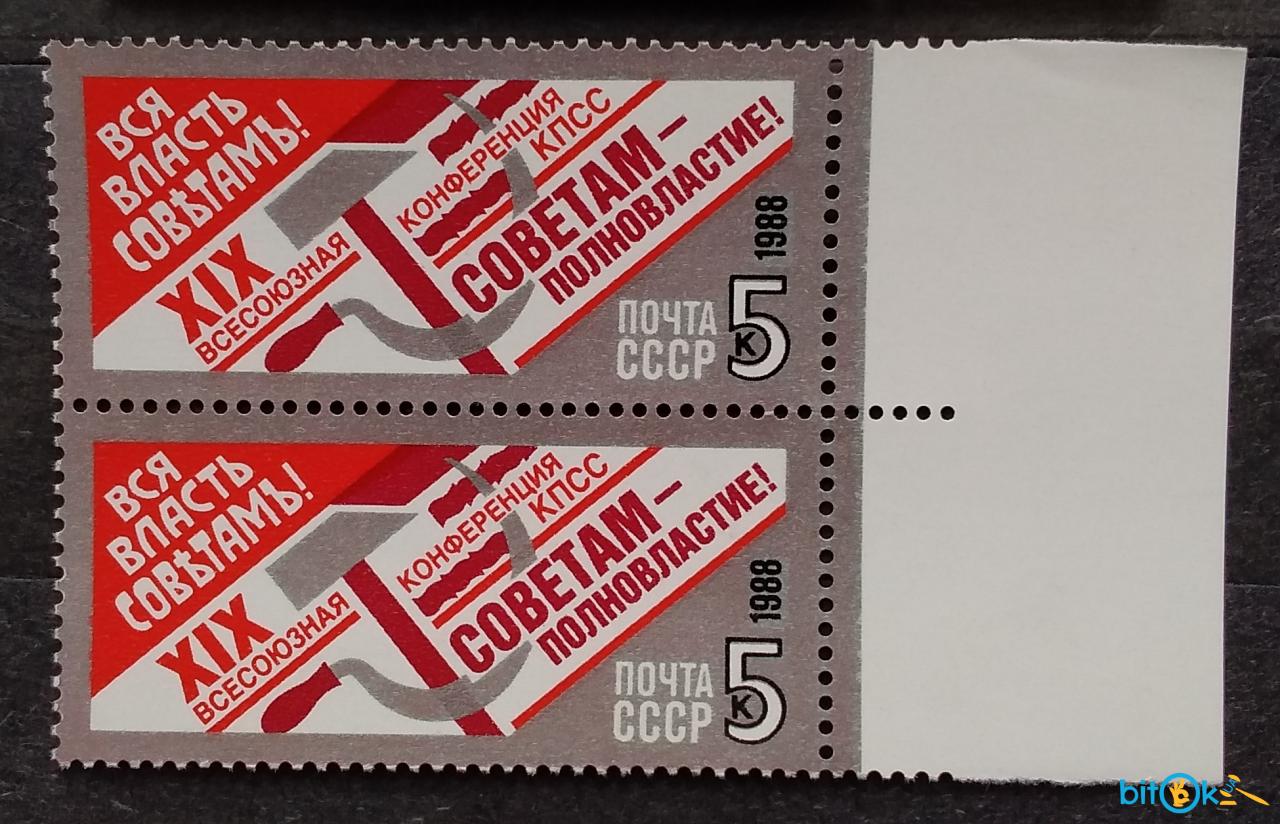 ВСЯ
ВЛАСТЬ
СОВѢТАМЪ!
XIX
ВСЕСОЮЗНАЯ
КОНФЕРЕНЦИЯ
КПСС
СОВЕТАМ–
ПОЛНОВЛАСТИЕ!
1988
ПОЧТА
СССР
5
К
ВСЯ
ВЛАСТЬ
СОВѢТАМЪ!
XIX
ВСЕСОЮЗНАЯ
КОНФЕРЕНЦИЯ
КПСС
СОВЕТАМ–
ПОЛНОВЛАСТИЕ!
1988
ПОЧТА
СССР
5
К
bitok